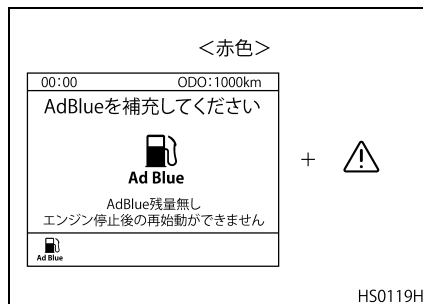 ＜赤色＞
00:00 ODO:1000km
AdBlueを補充してください
Ad Blue
AdBlue残量無し
エンジン停止後の再始動ができません
Ad Blue
+
HS0119H